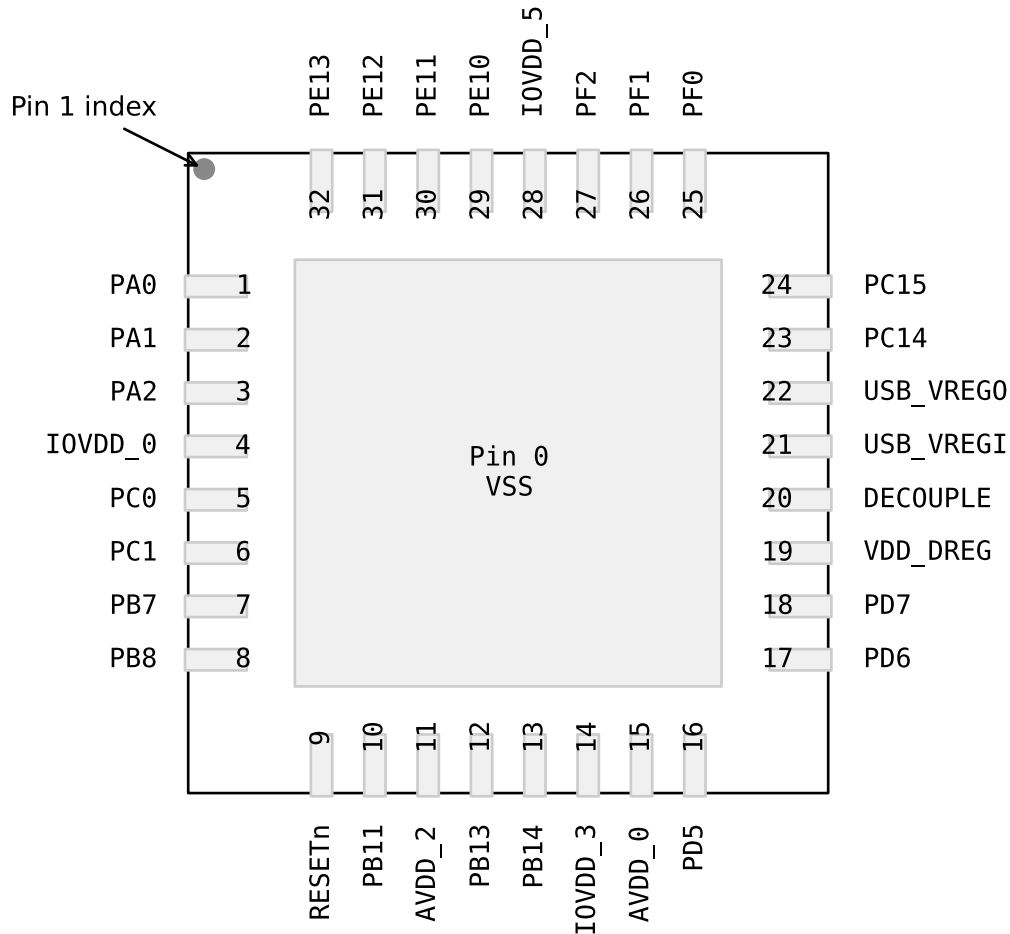 PE13
PE12
PE11
PE10
IOVDD_5
PF2
PF1
PF0
Pin 1 index
32
31
30
29
28
27
26
25
PA0 1
24 PC15
PA1 2
23 PC14
PA2 3
22 USB_VREGO
IOVDD_0 4
21 USB_VREGI
Pin 0
VSS
PC0 5
20 DECOUPLE
PC1 6
19 VDD_DREG
PB7 7
18 PD7
PB8 8
17 PD6
9
10
11
12
13
14
15
16
RESETn
PB11
AVDD_2
PB13
PB14
IOVDD_3
AVDD_0
PD5